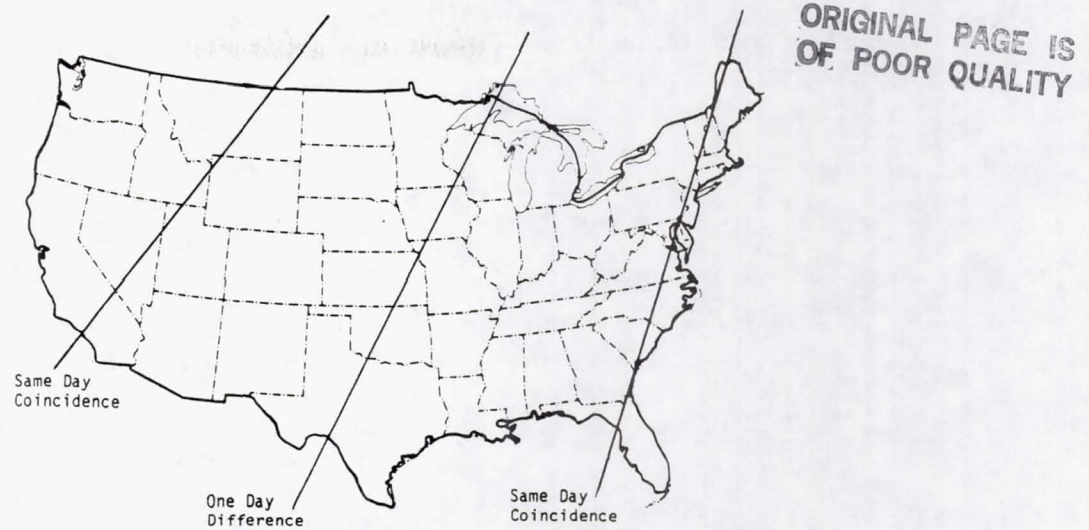 ORIGINAL PAGE IS
OF POOR QUALITY
Same Day
Coincidence
One Day
Difference
Same Day
Coincidence